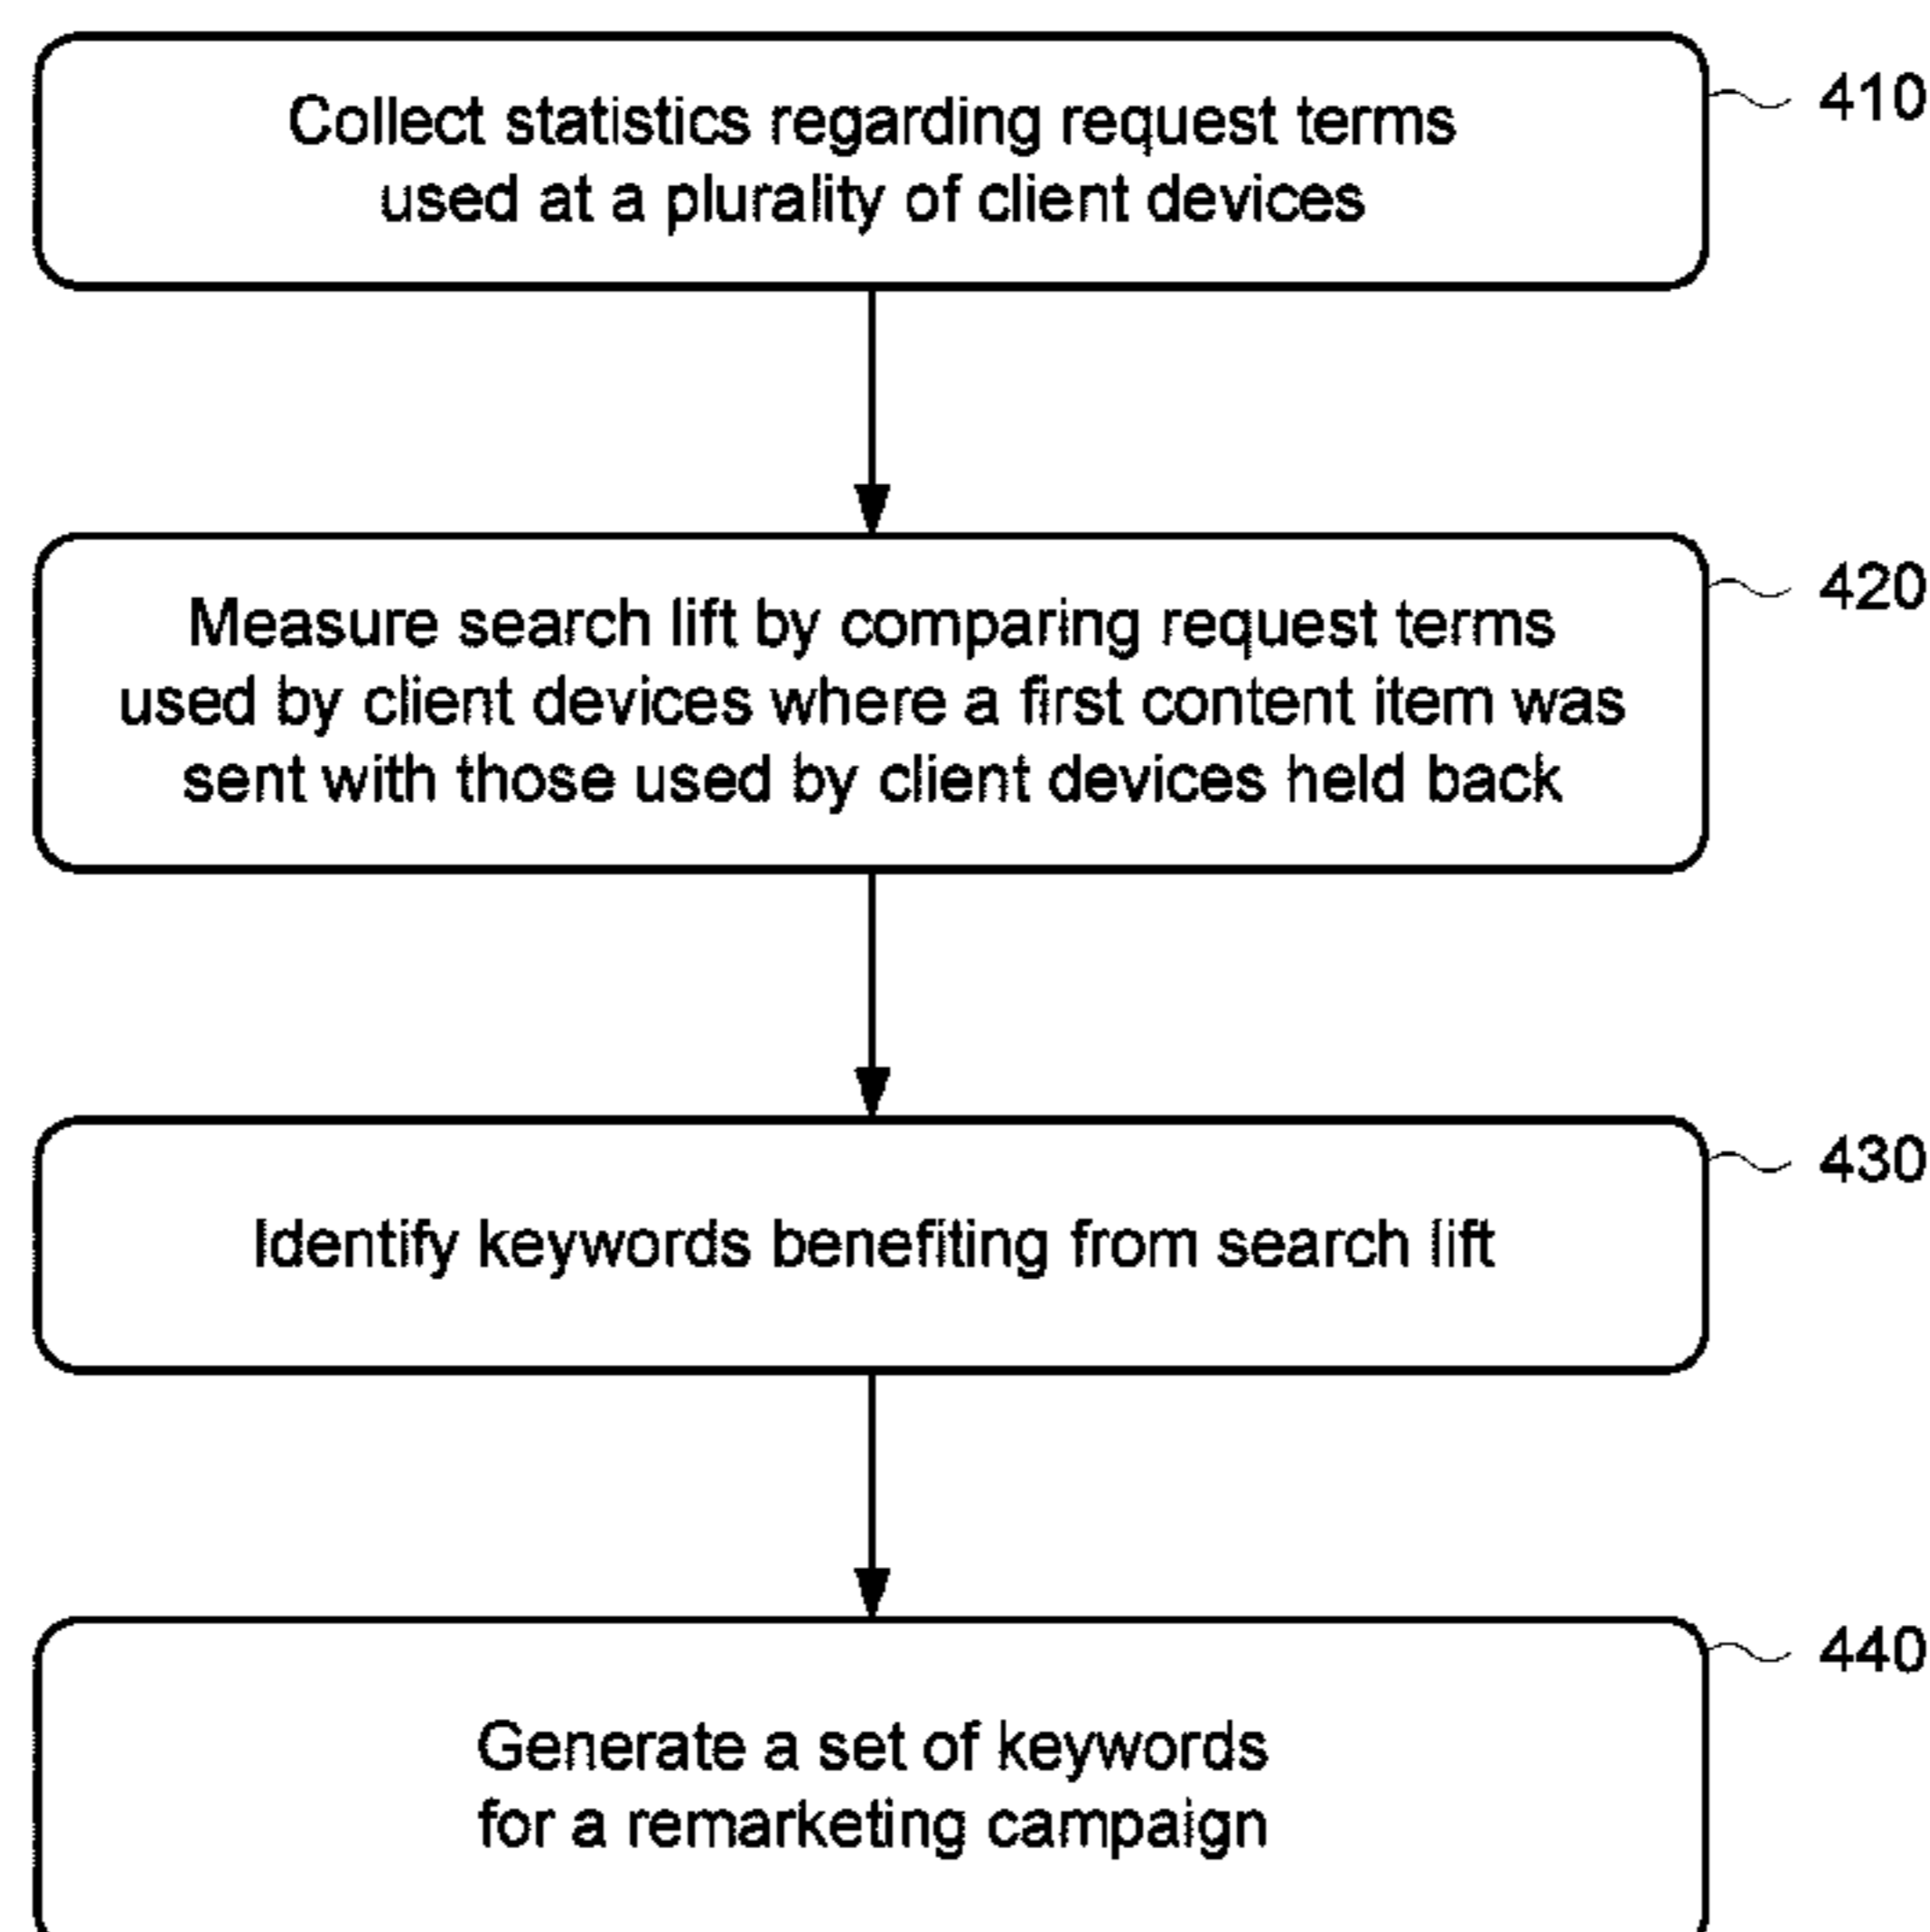 Collect statistics regarding request terms
used at a plurality of client devices
410
Measure search lift by comparing request terms
used by client devices where a first content item was
sent with those used by client devices held back
420
Identify keywords benefiting from search lift
430
Generate a set of keywords
for a remarketing campaign
440